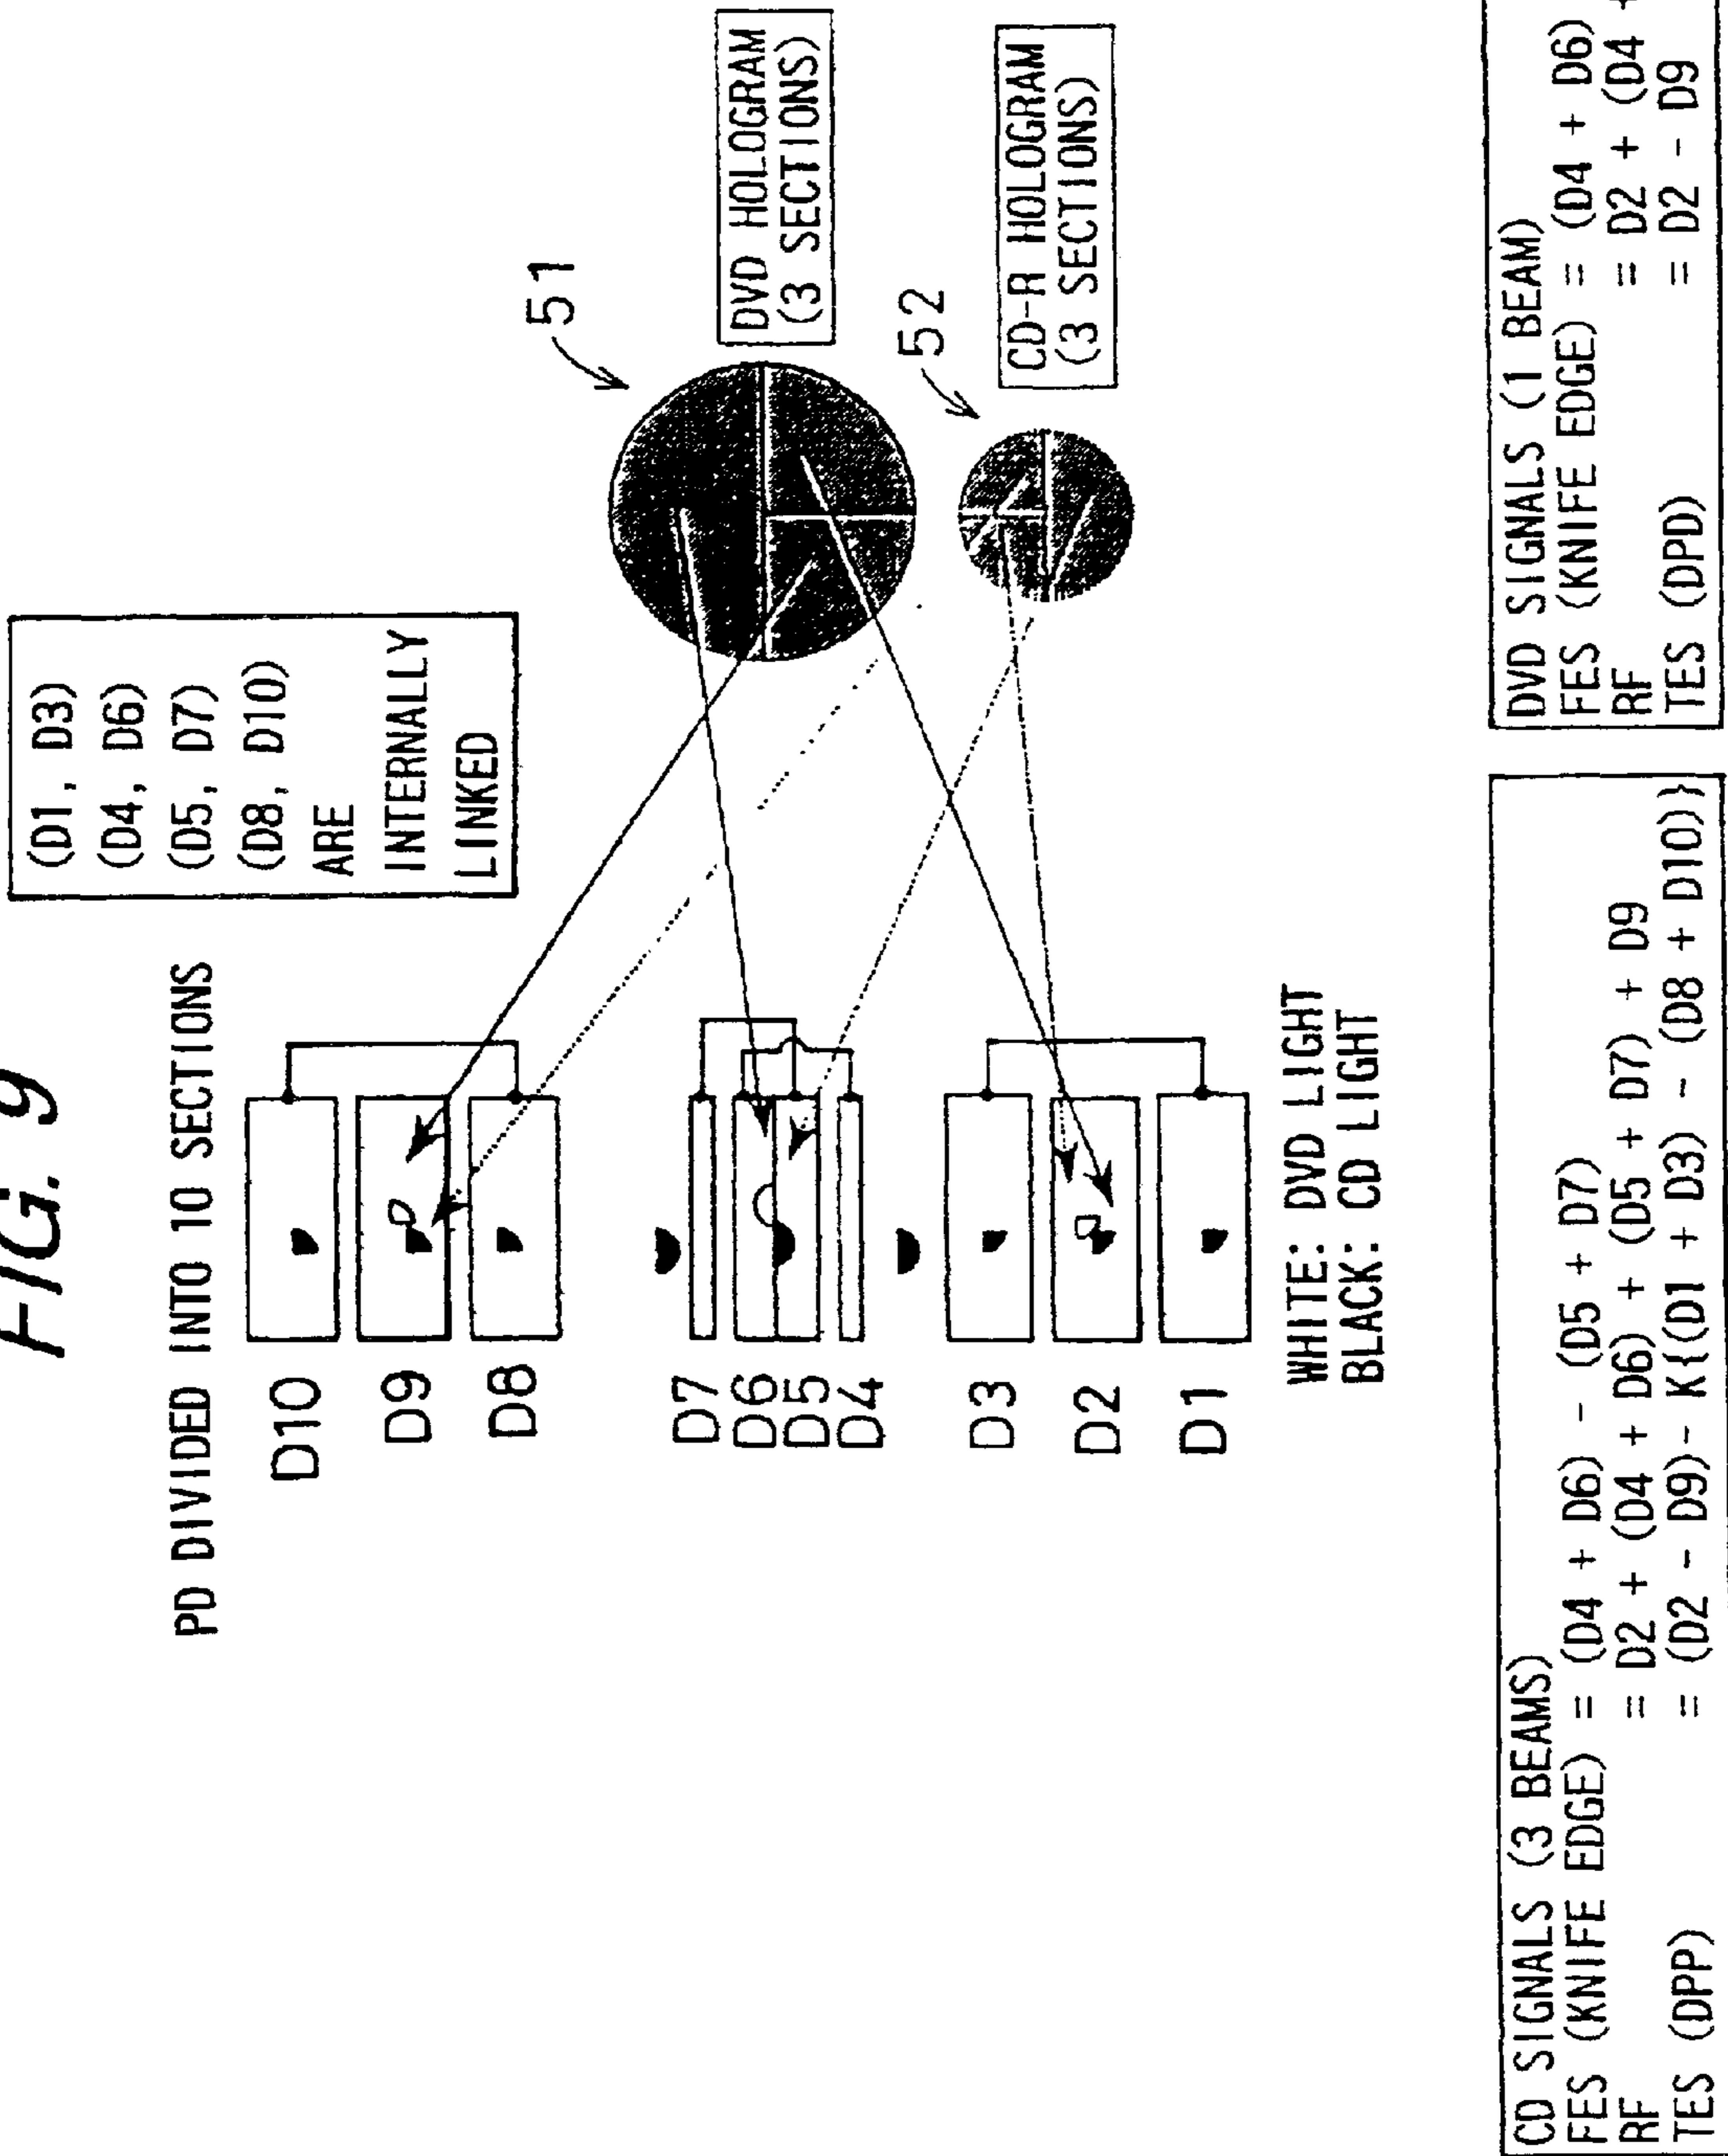 FIG. 9
PD DIVIDED INTO 10 SECTIONS
(D1, D3)
(D4, D6)
(D5, D7)
(D8, D10)
ARE
INTERNALLY
LINKED
D10
D9
D8
D7
D6
D5
D4
D3
D2
D1
51
DVD HOLOGRAM
(3 SECTIONS)
52
CD-R HOLOGRAM
(3 SECTIONS)
WHITE: DVD LIGHT
BLACK: CD LIGHT
CD SIGNALS (3 BEAMS)
FES (KNIFE EDGE) = (D4 + D6) - (D5 + D7)
RF = D2 + (D4 + D6) + (D5 + D7) + D9
TES (DPP) = (D2 - D9) - K{(D1 + D3) - (D8 + D10)}
DVD SIGNALS (1 BEAM)
FES (KNIFE EDGE) = (D4 + D6)
RF = D2 + (D4 +
TES (DPD) = D2 - D9